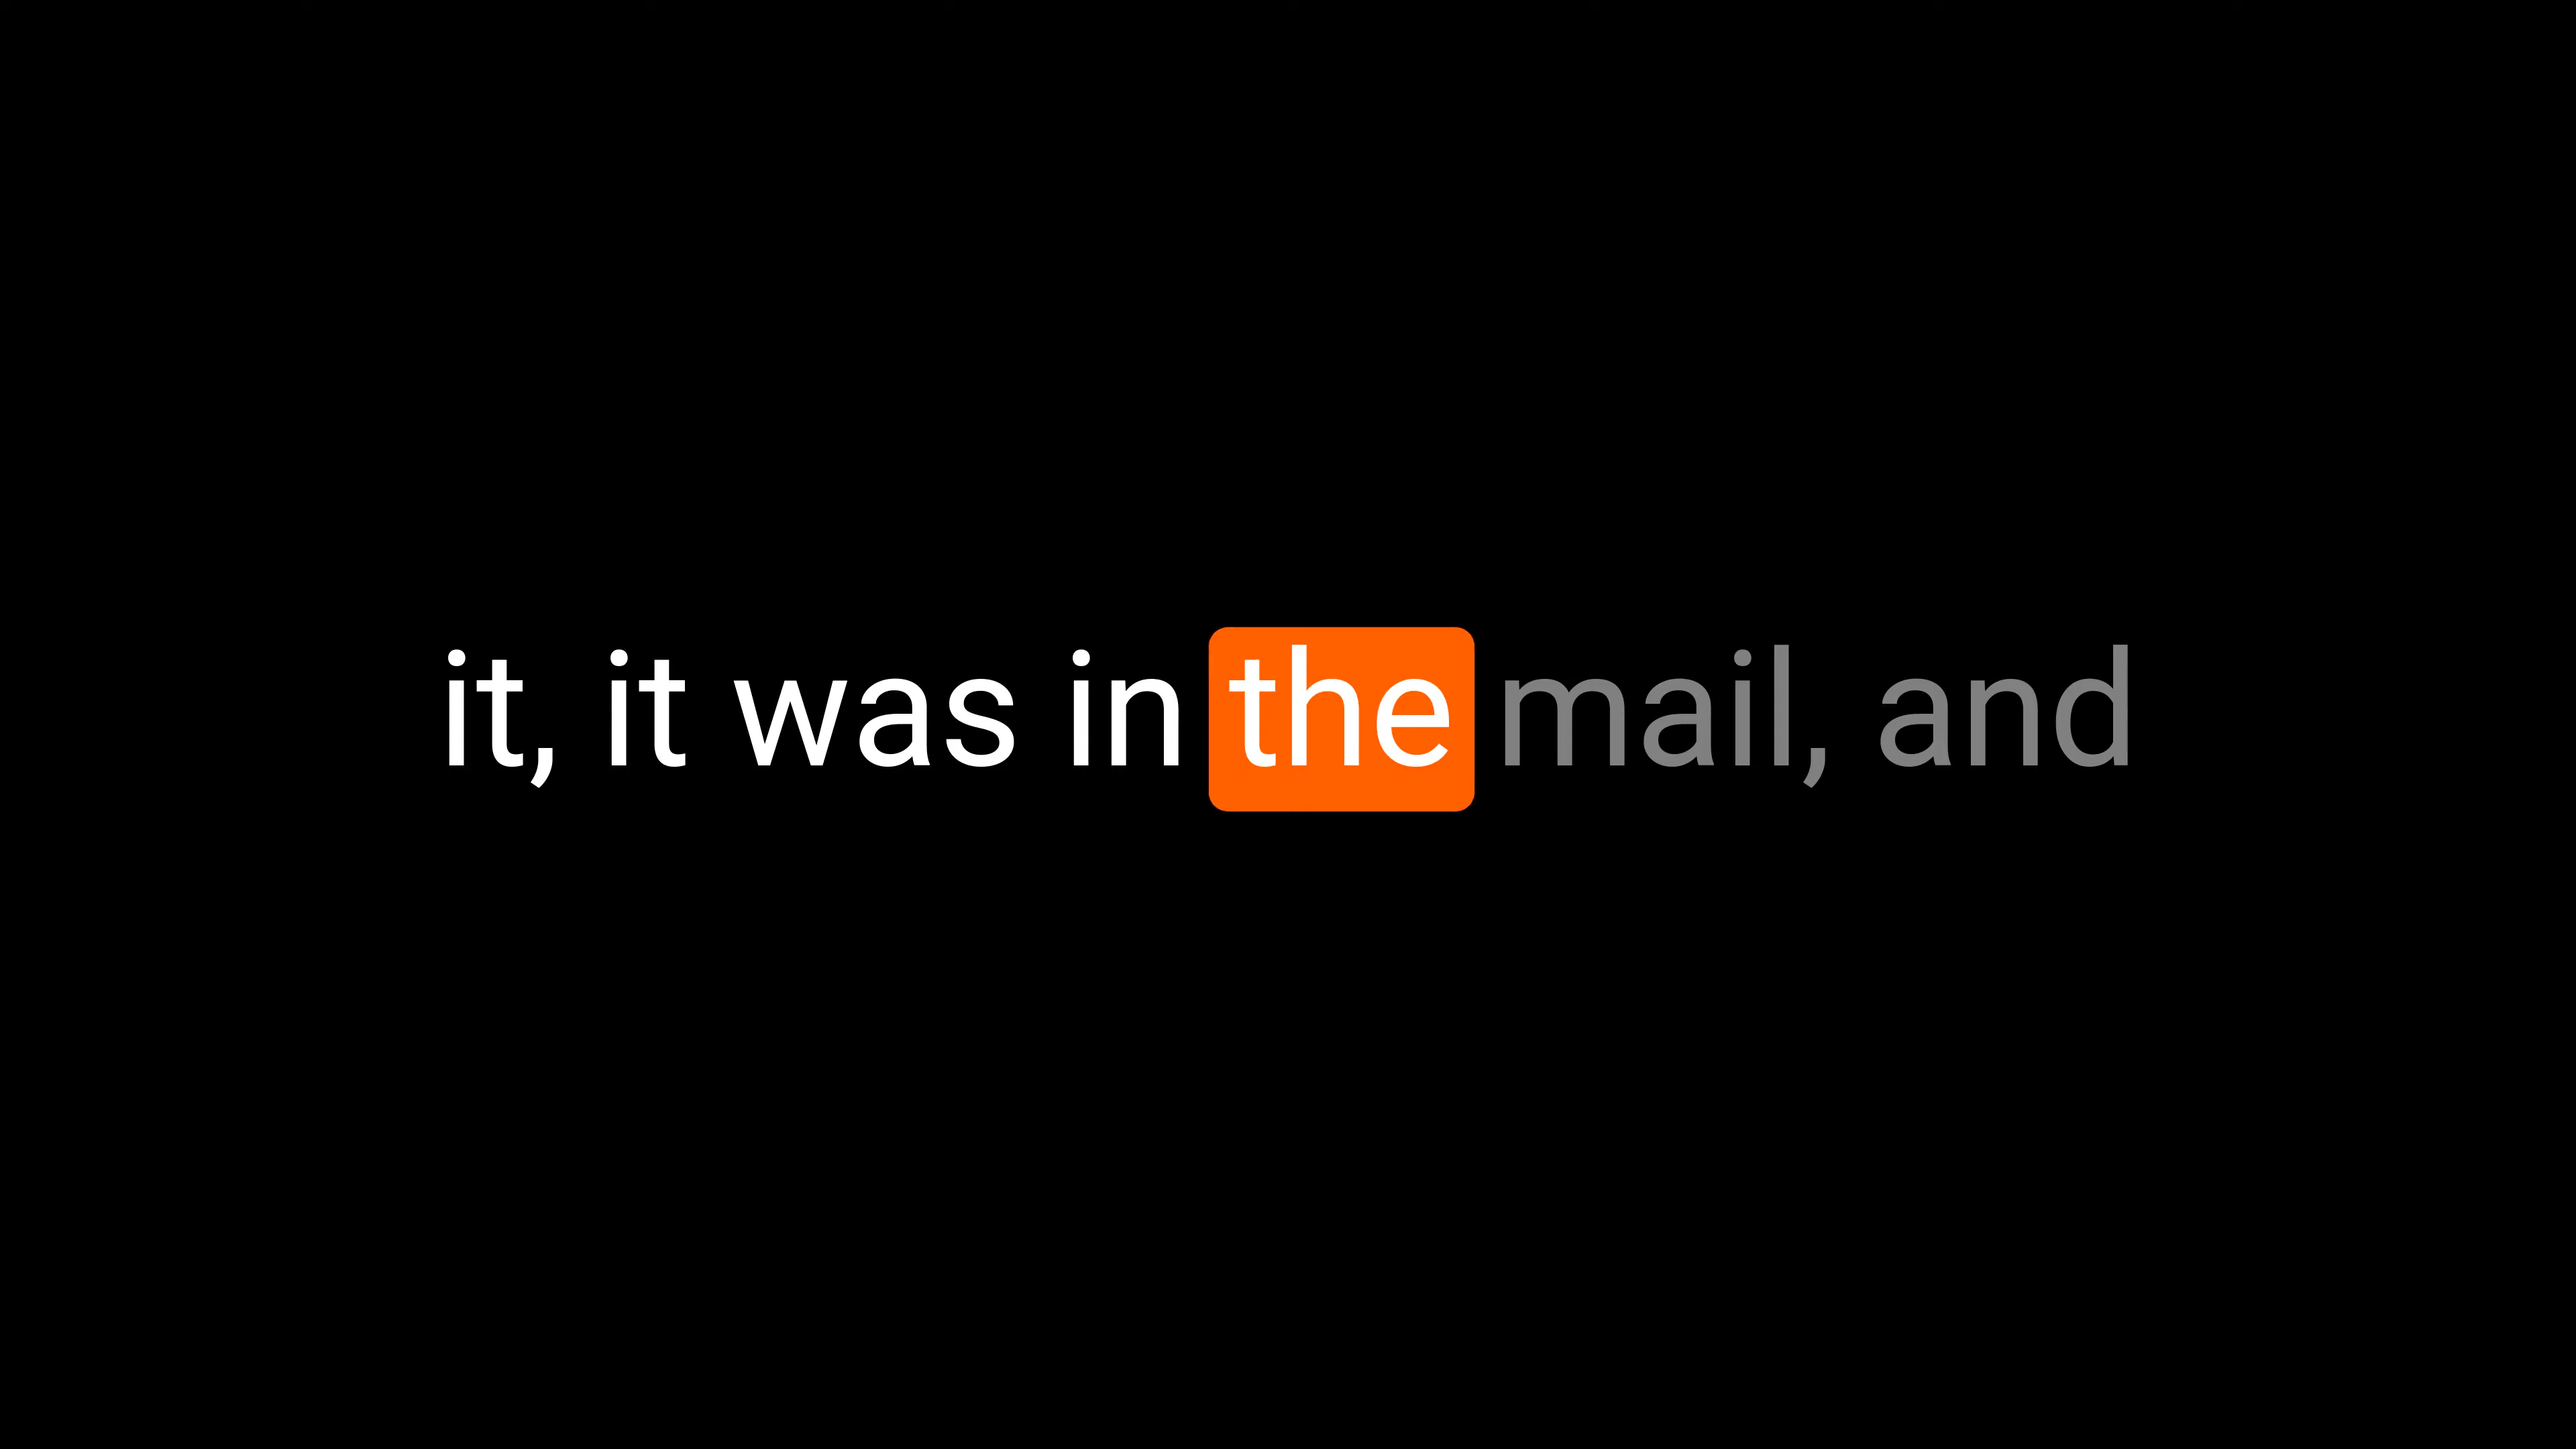 it, it was in the mail, and